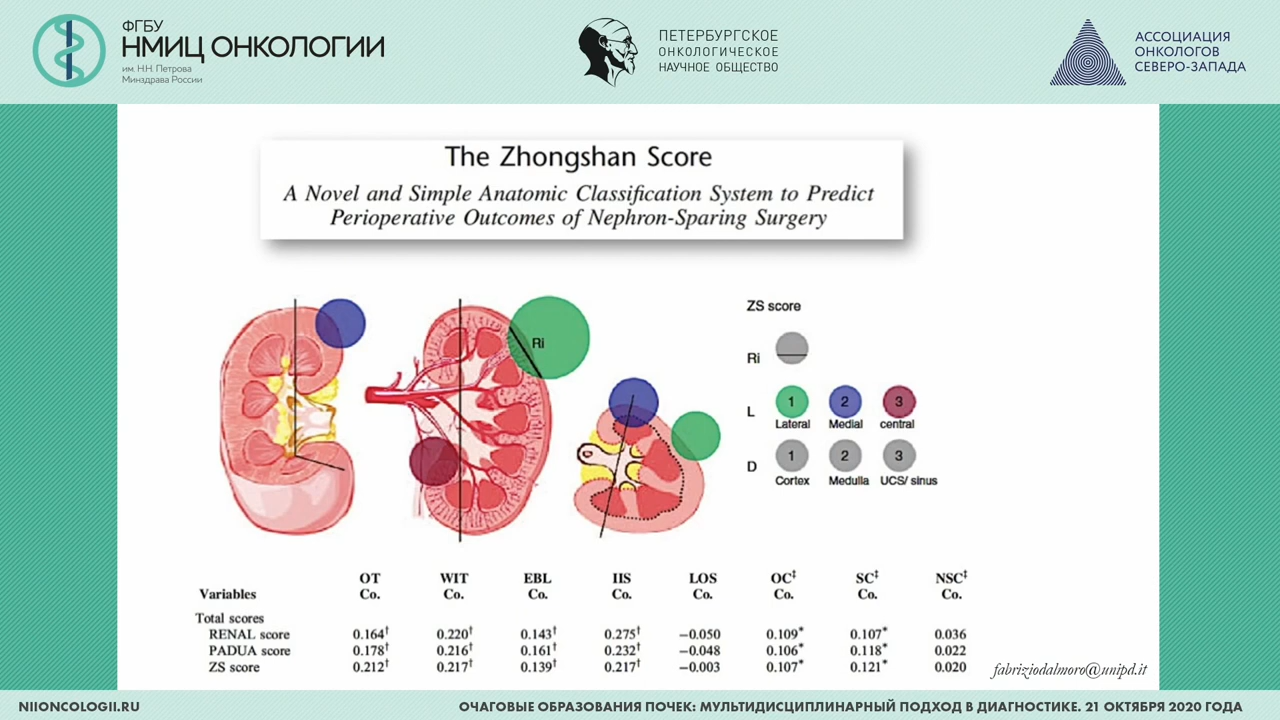 ФГБУ
НМИЦ ОНКОЛОГИИ
им. Н.Н. Петрова
Минздрава России
ПЕТЕРБУРГСКОЕ
ОНКОЛОГИЧЕСКОЕ
НАУЧНОЕ ОБЩЕСТВО
АССОЦИАЦИЯ
ОНКОЛОГОВ
СЕВЕРО-ЗАПАДА
The Zhongshan Score
A Novel and Simple Anatomic Classification System to Predict
Perioperative Outcomes of Nephron-Sparing Surgery
Ri
ZS score
Ri
L 1 2 3
Lateral Medial central
D 1 2 3
Cortex Medulla UCS/ sinus
OT WIT EBL IIS LOS OC‡ SC‡ NSC‡
Variables Co. Co. Co. Co. Co. Co. Co. Co.
Total scores
RENAL score 0.164† 0.220† 0.143† 0.275† −0.050 0.109* 0.107* 0.036
PADUA score 0.178† 0.216† 0.161† 0.232† −0.048 0.106* 0.118* 0.022
ZS score 0.212† 0.217† 0.139† 0.217† −0.003 0.107* 0.121* 0.020
fabriziodalmoro@unipd.it
NIIONCOLOGII.RU
ОЧАГОВЫЕ ОБРАЗОВАНИЯ ПОЧЕК: МУЛЬТИДИСЦИПЛИНАРНЫЙ ПОДХОД В ДИАГНОСТИКЕ. 21 ОКТЯБРЯ 2020 ГОДА